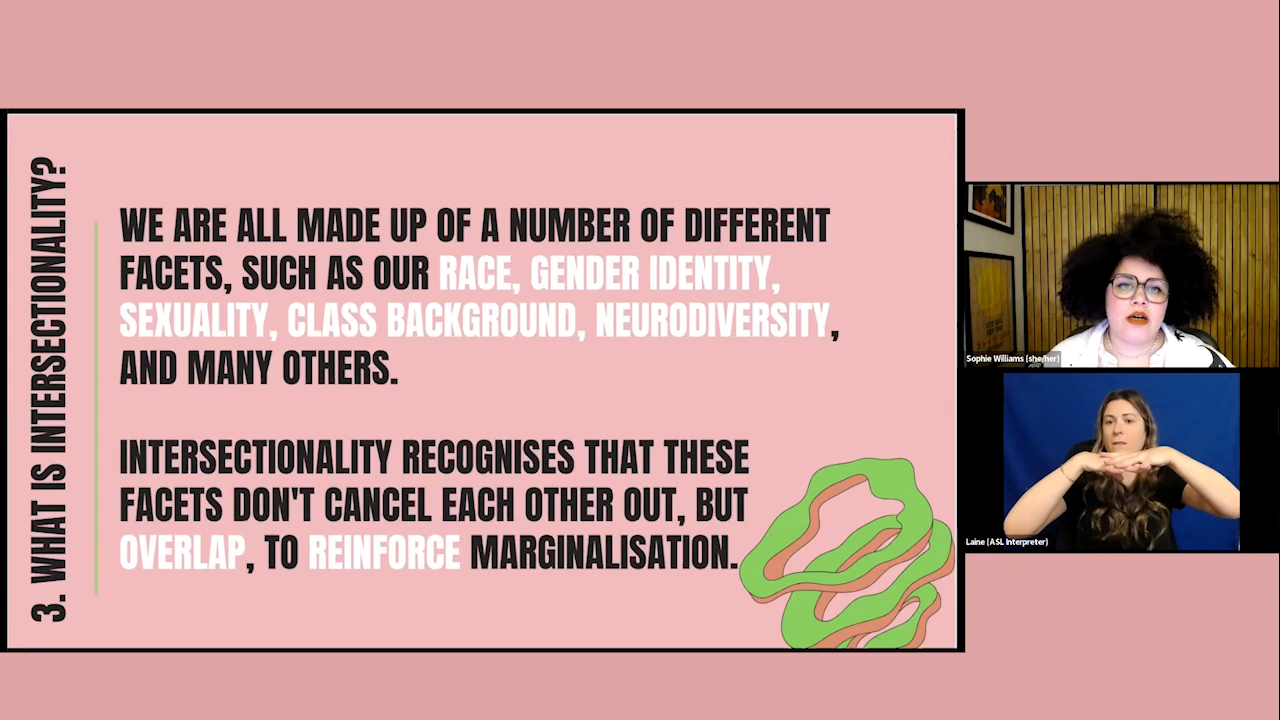 3. WHAT IS INTERSECTIONALITY?
WE ARE ALL MADE UP OF A NUMBER OF DIFFERENT
FACETS, SUCH AS OUR RACE, GENDER IDENTITY,
SEXUALITY, CLASS BACKGROUND, NEURODIVERSITY,
AND MANY OTHERS.
INTERSECTIONALITY RECOGNISES THAT THESE
FACETS DON'T CANCEL EACH OTHER OUT, BUT
OVERLAP, TO REINFORCE MARGINALISATION.
Sophie Williams (she/her)
Laine (ASL Interpreter)